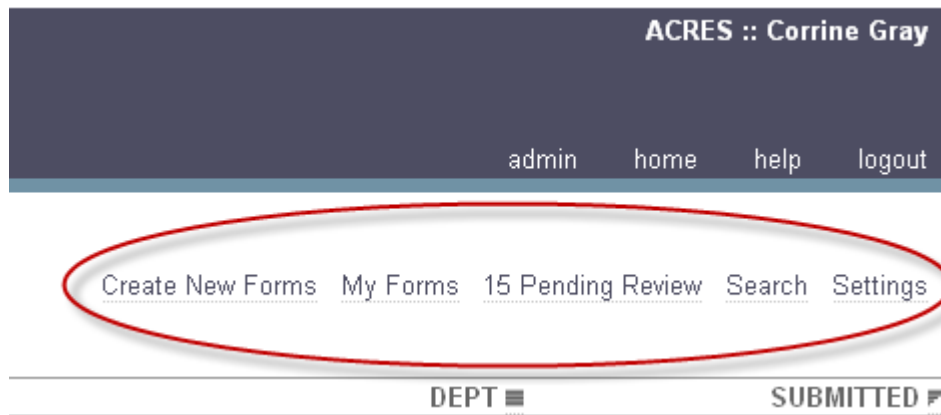 ACRES :: Corrine Gray
admin home help logout
Create New Forms My Forms 15 Pending Review Search Settings
DEPT SUBMITTED